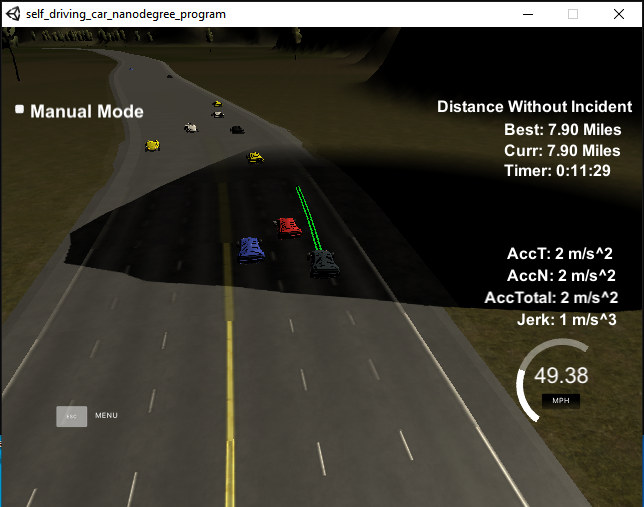 self_driving_car_nanodegree_program
Manual Mode
Distance Without Incident
Best: 7.90 Miles
Curr: 7.90 Miles
Timer: 0:11:29
AccT: 2 m/s^2
AccN: 2 m/s^2
AccTotal: 2 m/s^2
Jerk: 1 m/s^3
49.38
MPH
esc MENU